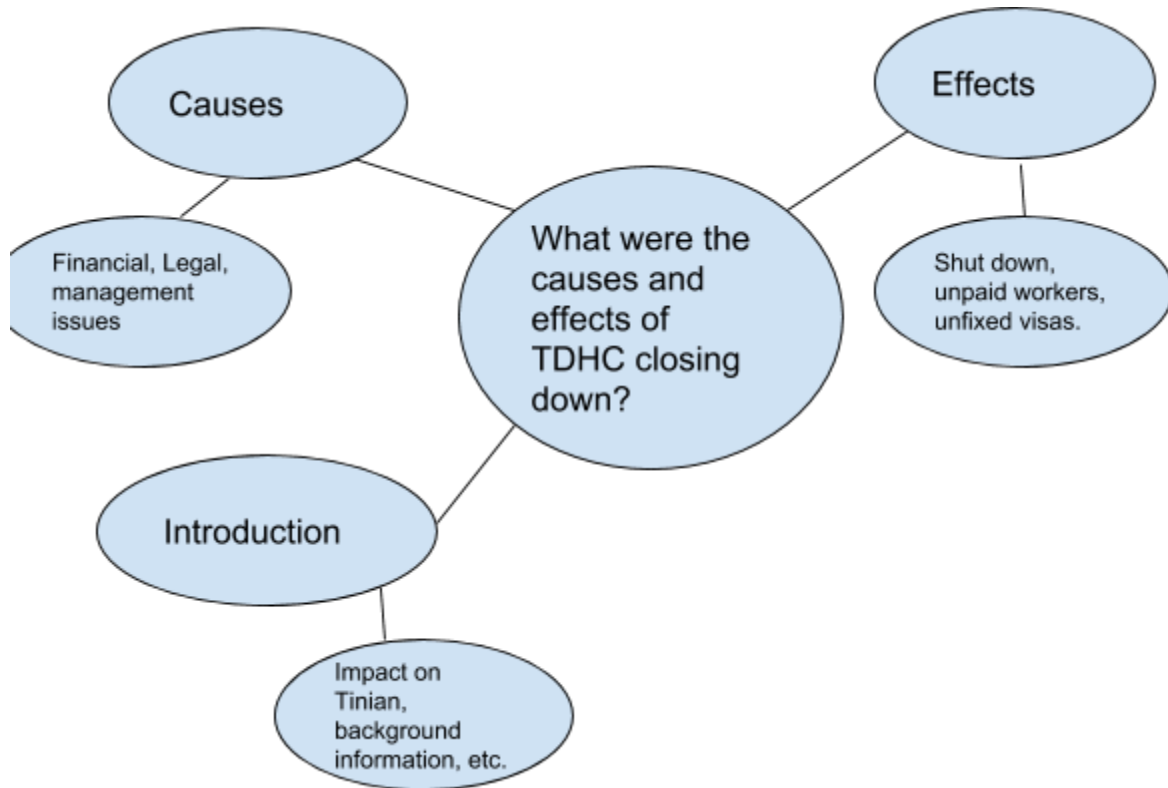 Causes
Effects
What were the
causes and
effects of
TDHC closing
down?
Financial, Legal,
management
issues
Shut down,
unpaid workers,
unfixed visas.
Introduction
Impact on
Tinian,
background
information, etc.